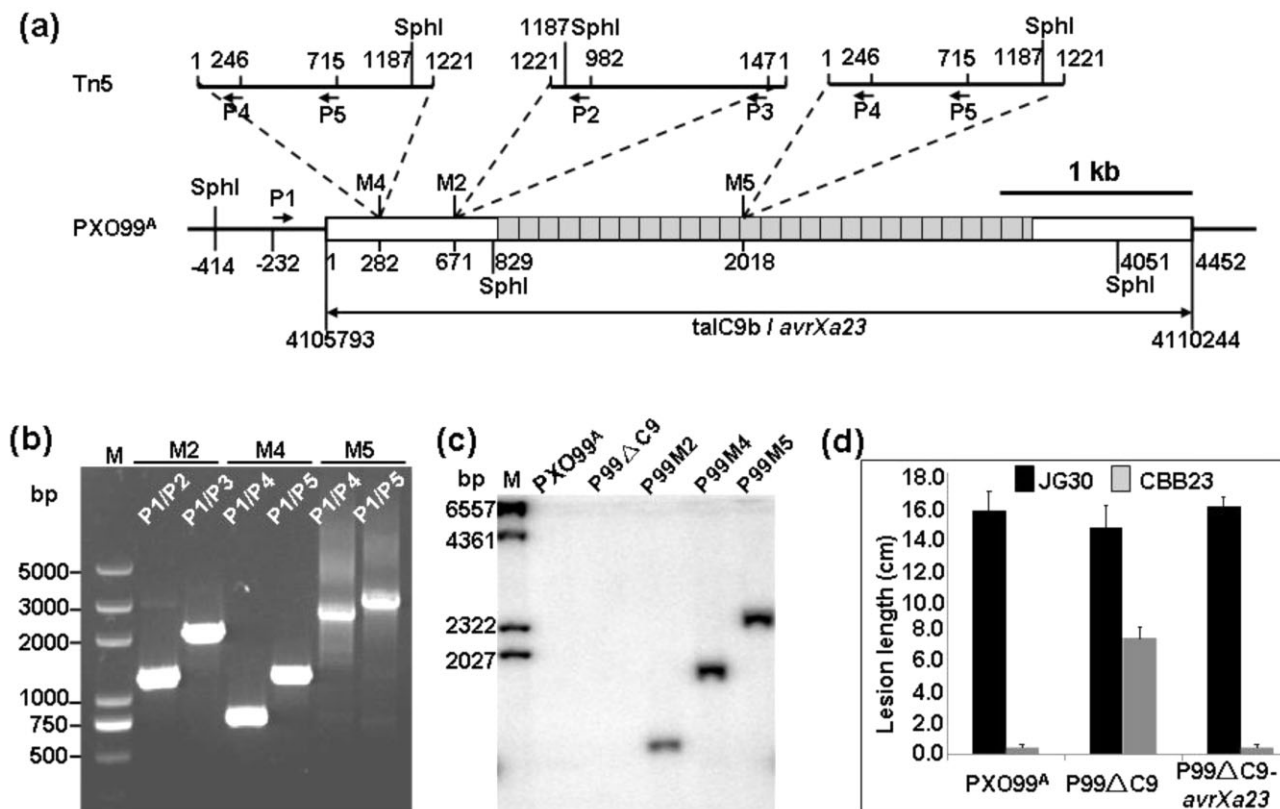 (a)
SphI 1187 SphI SphI
1 246 715 1187 1221 1221 982 1471 1 246 715 1187 1221
Tn5
P4 P5 P2 P3 P4 P5
1 kb
SphI P1 M4 M2 M5
PXO99A
-414 -232 1 282 671 829 2018 4051 4452
SphI SphI
talC9b / avrXa23
4105793 4110244
(b)
M M2 M4 M5
bp P1/P2 P1/P3 P1/P4 P1/P5 P1/P4 P1/P5
5000
3000
2000
1000
750
500
(c)
bp M PXO99A P99△C9 P99M2 P99M4 P99M5
6557
4361
2322
2027
(d)
JG30 CBB23
Lesion length (cm)
18.0
16.0
14.0
12.0
10.0
8.0
6.0
4.0
2.0
0.0
PXO99A P99△C9 P99△C9-
avrXa23